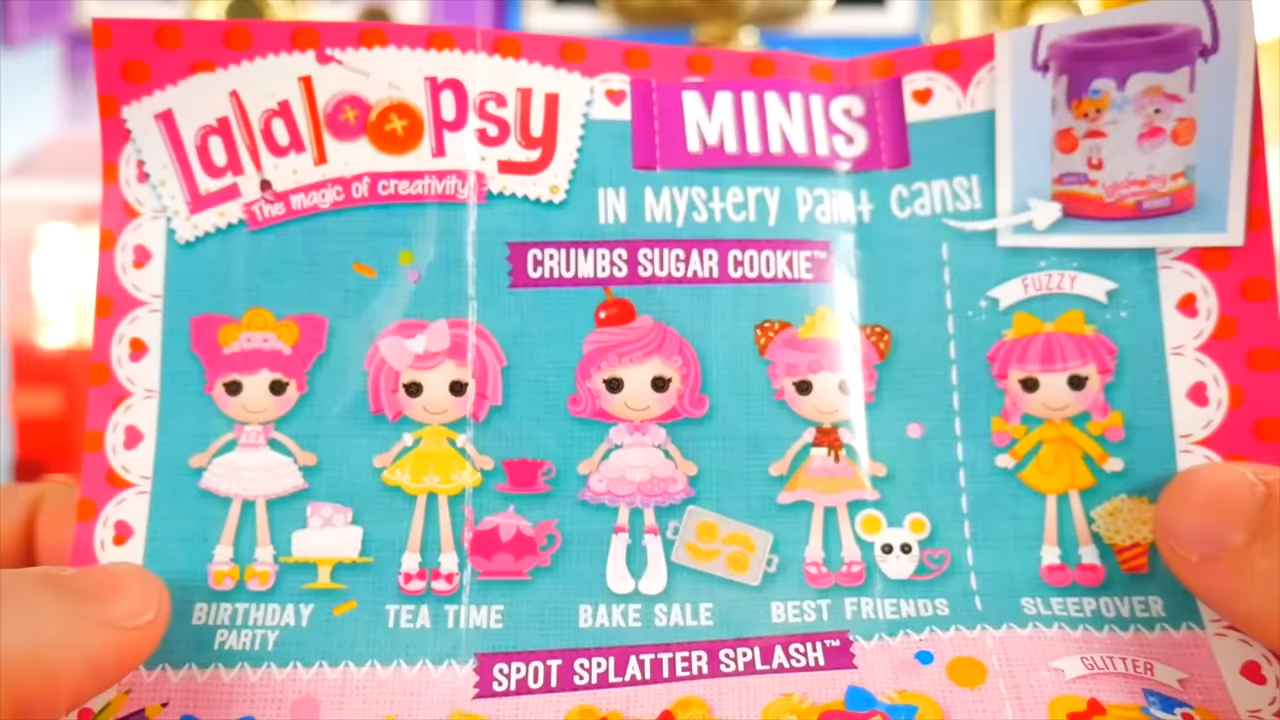 Lalaloopsy
The magic of creativity!
MINIS
IN Mystery paint cans!
CRUMBS SUGAR COOKIE™
FUZZY
BIRTHDAY PARTY
TEA TIME
BAKE SALE
BEST FRIENDS
SLEEPOVER
SPOT SPLATTER SPLASH™
GLITTER